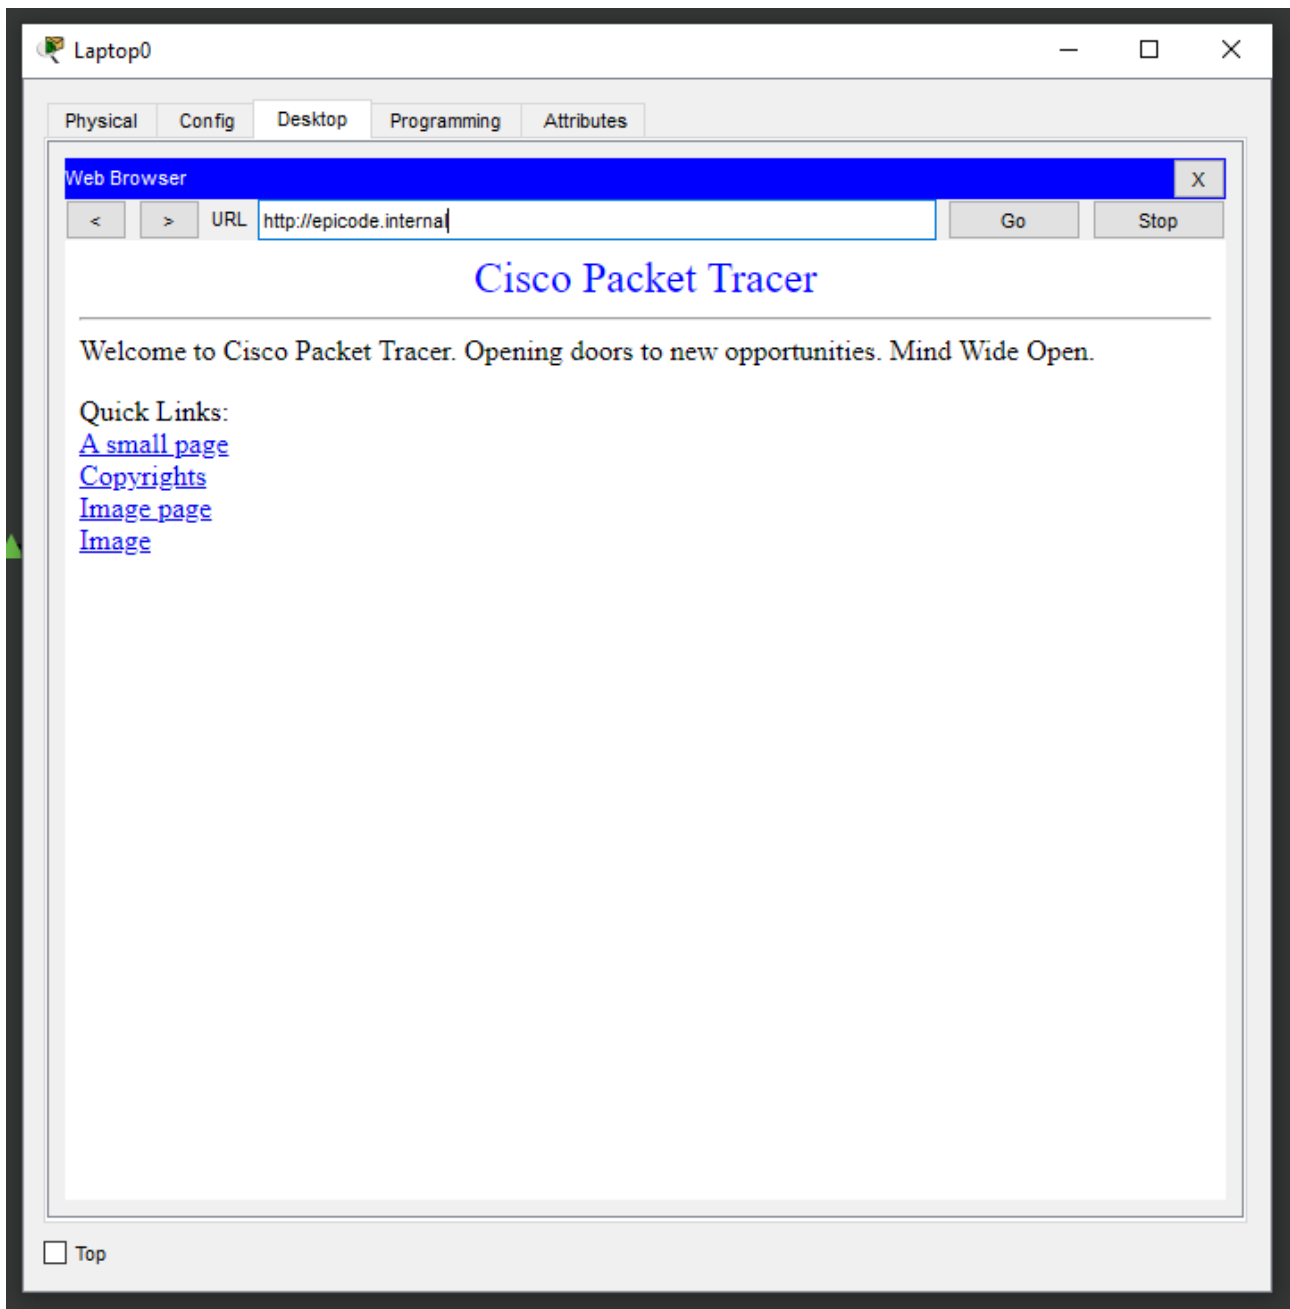 Laptop0
Physical Config Desktop Programming Attributes
Web Browser X
< > URL http://epicode.internal Go Stop
Cisco Packet Tracer
Welcome to Cisco Packet Tracer. Opening doors to new opportunities. Mind Wide Open.
Quick Links:
A small page
Copyrights
Image page
Image
Top